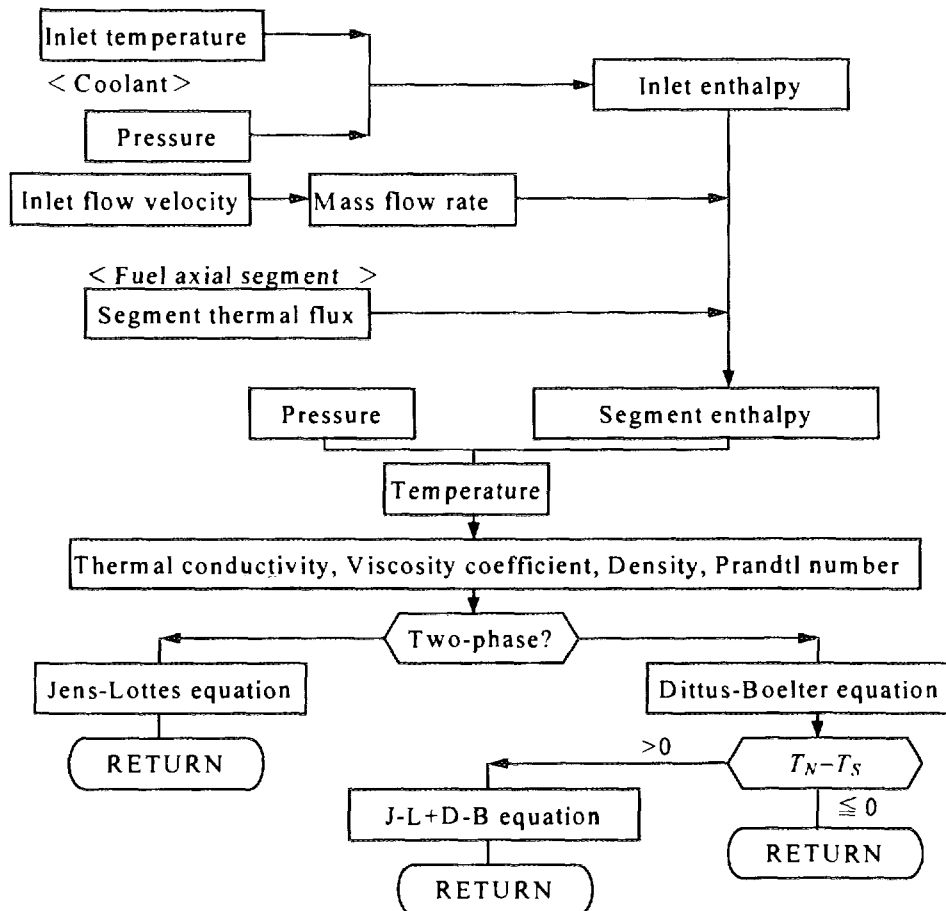 Inlet temperature
< Coolant >
Inlet enthalpy
Pressure
Inlet flow velocity
Mass flow rate
< Fuel axial segment >
Segment thermal flux
Pressure
Segment enthalpy
Temperature
Thermal conductivity, Viscosity coefficient, Density, Prandtl number
Two-phase?
Jens-Lottes equation
Dittus-Boelter equation
RETURN
>0
T_N−T_S
J-L+D-B equation
≦ 0
RETURN
RETURN